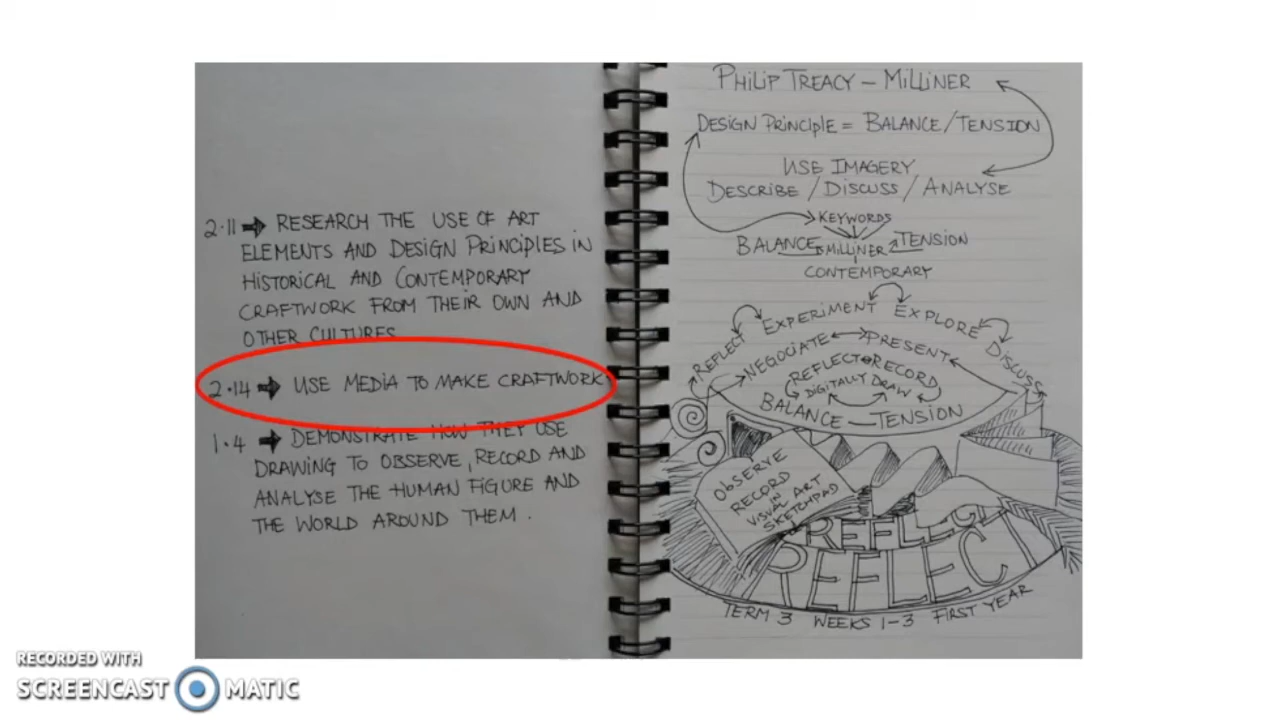 2.11 → RESEARCH THE USE OF ART
ELEMENTS AND DESIGN PRINCIPLES IN
HISTORICAL AND CONTEMPORARY
CRAFTWORK FROM THEIR OWN AND
OTHER CULTURES
2.14 → USE MEDIA TO MAKE CRAFTWORK
1.4 → DEMONSTRATE HOW THEY USE
DRAWING TO OBSERVE, RECORD AND
ANALYSE THE HUMAN FIGURE AND
THE WORLD AROUND THEM.
PHILIP TREACY – MILLINER
DESIGN PRINCIPLE = BALANCE/TENSION
USE IMAGERY
DESCRIBE / DISCUSS / ANALYSE
KEYWORDS
BALANCE MILLINER TENSION
CONTEMPORARY
REFLECT EXPERIMENT EXPLORE DISCUSS
NEGOCIATE PRESENT
REFLECT RECORD
DIGITALLY DRAW
BALANCE — TENSION
OBSERVE
RECORD
IN
VISUAL ART
SKETCHPAD
REFLECT
REFLECT
TERM 3 WEEKS 1-3 FIRST YEAR
RECORDED WITH
SCREENCAST MATIC